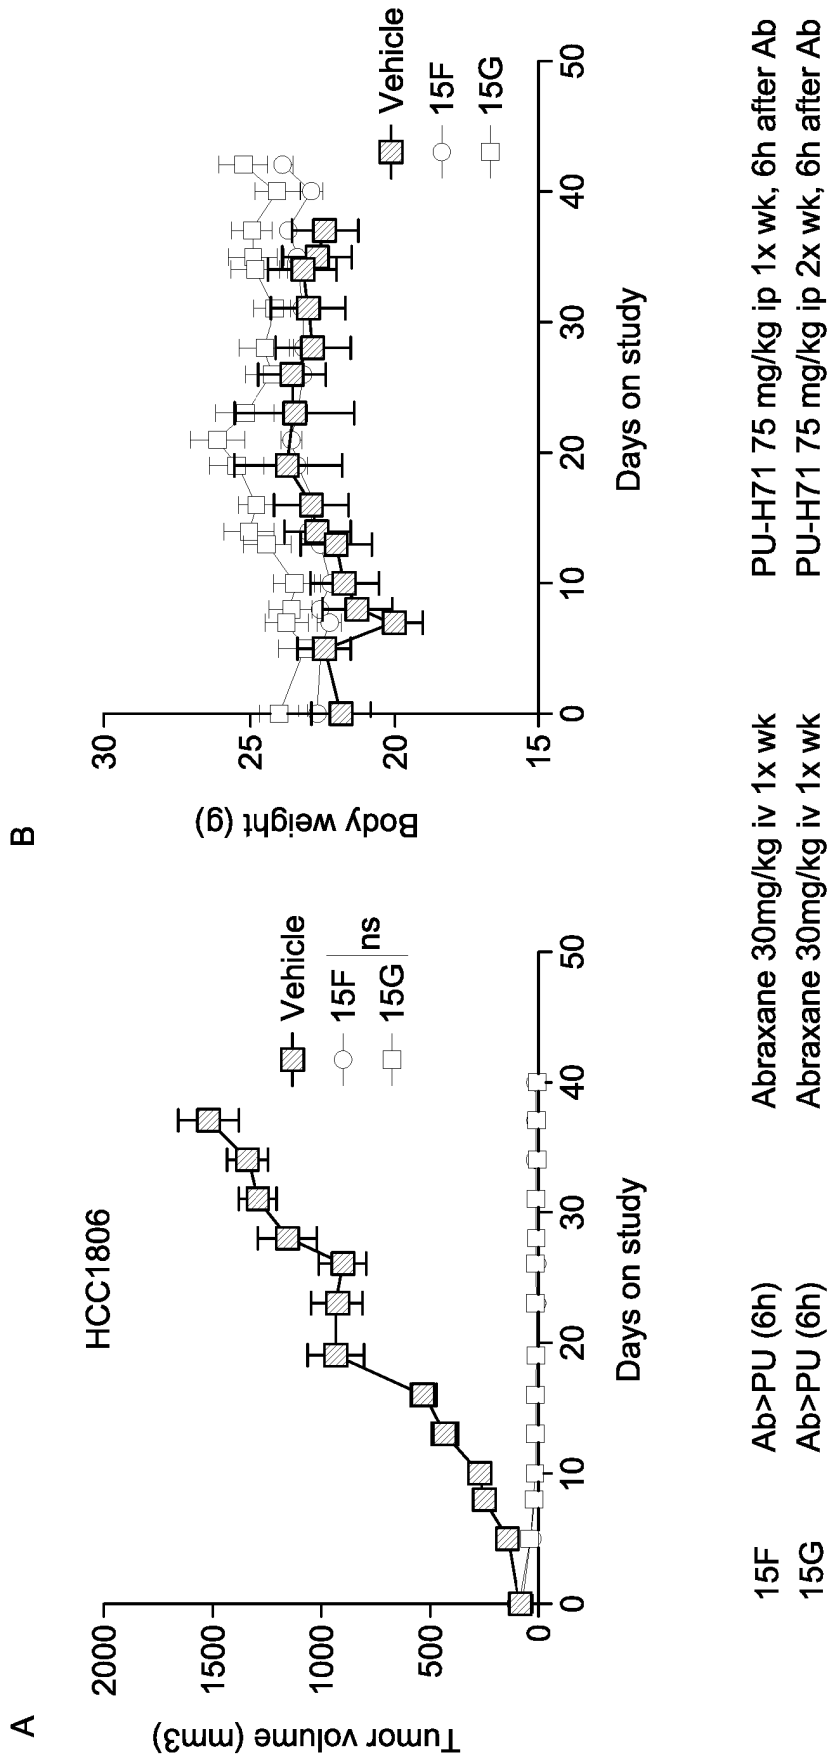 A
HCC1806
Tumor volume (mm3)
2000
1500
1000
500
0
0
10
20
30
40
50
Days on study
Vehicle
15F
15G
ns
B
Body weight (g)
30
25
20
15
0
10
20
30
40
50
Days on study
Vehicle
15F
15G
15F Ab>PU (6h) Abraxane 30mg/kg iv 1x wk PU-H71 75 mg/kg ip 1x wk, 6h after Ab
15G Ab>PU (6h) Abraxane 30mg/kg iv 1x wk PU-H71 75 mg/kg ip 2x wk, 6h after Ab